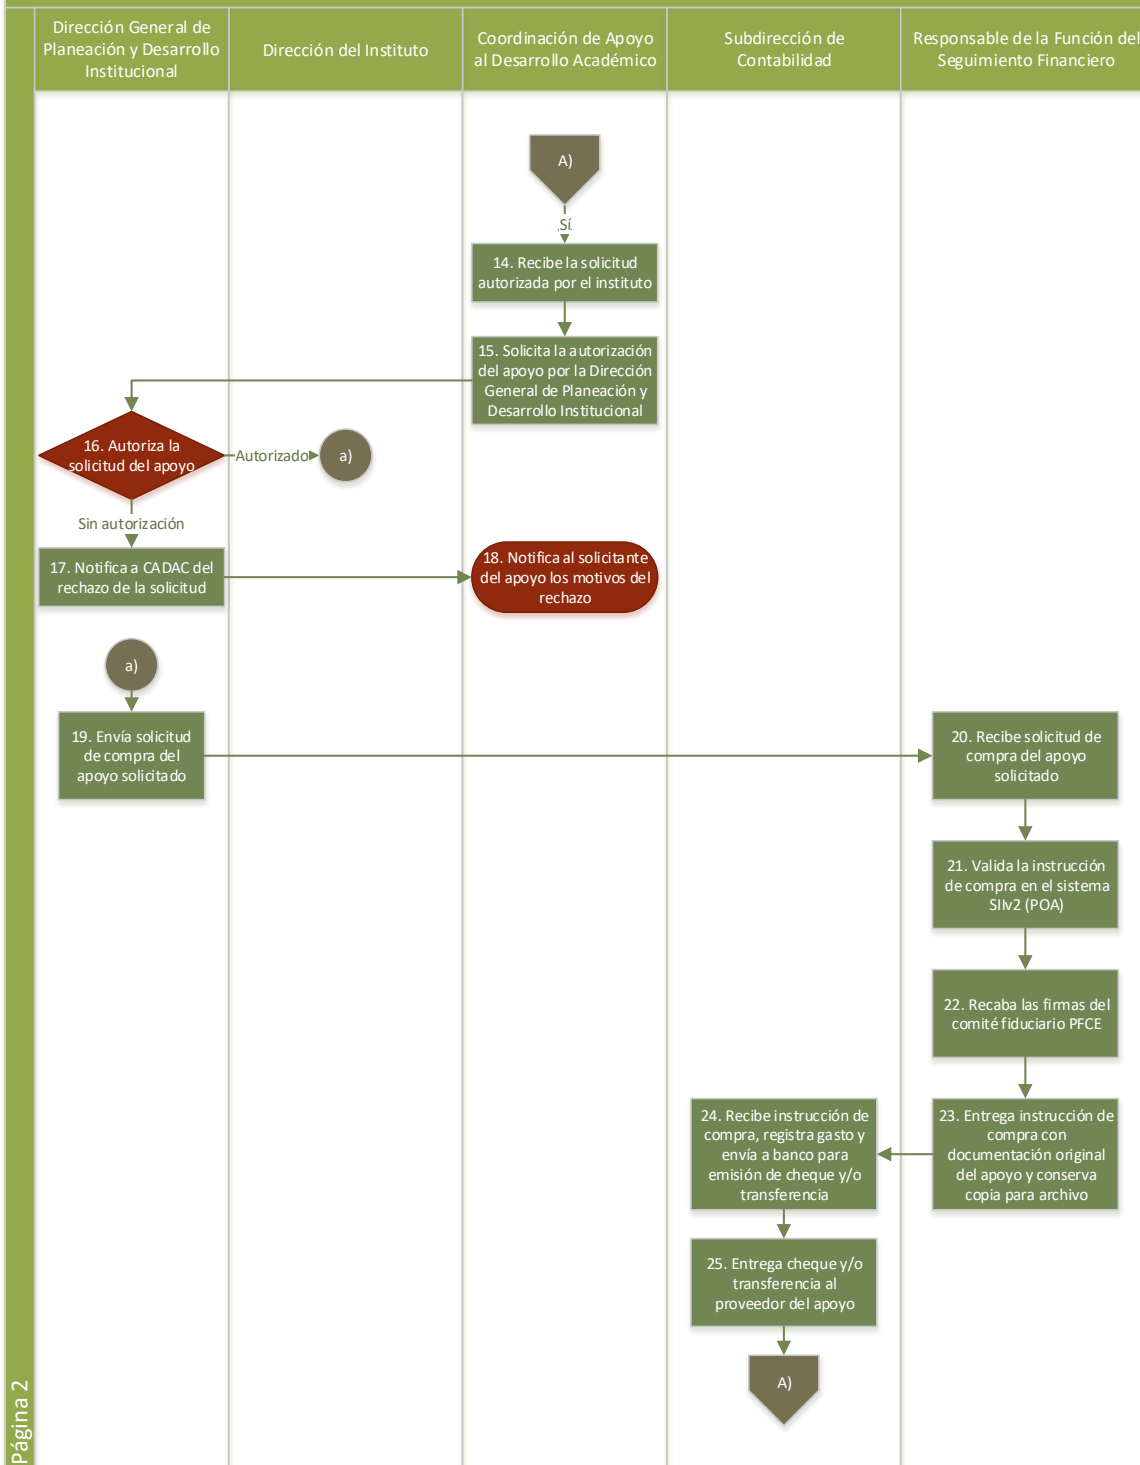 Dirección General de
Planeación y Desarrollo
Institucional
Dirección del Instituto
Coordinación de Apoyo
al Desarrollo Académico
Subdirección de
Contabilidad
Responsable de la Función del
Seguimiento Financiero
A)
Sí
14. Recibe la solicitud
autorizada por el instituto
15. Solicita la autorización
del apoyo por la Dirección
General de Planeación y
Desarrollo Institucional
16. Autoriza la
solicitud del apoyo
Autorizado
a)
Sin autorización
17. Notifica a CADAC del
rechazo de la solicitud
18. Notifica al solicitante
del apoyo los motivos del
rechazo
a)
19. Envía solicitud
de compra del
apoyo solicitado
20. Recibe solicitud de
compra del apoyo
solicitado
21. Valida la instrucción
de compra en el sistema
SIIv2 (POA)
22. Recaba las firmas del
comité fiduciario PFCE
23. Entrega instrucción de
compra con
documentación original
del apoyo y conserva
copia para archivo
24. Recibe instrucción de
compra, registra gasto y
envía a banco para
emisión de cheque y/o
transferencia
25. Entrega cheque y/o
transferencia al
proveedor del apoyo
A)
Página 2